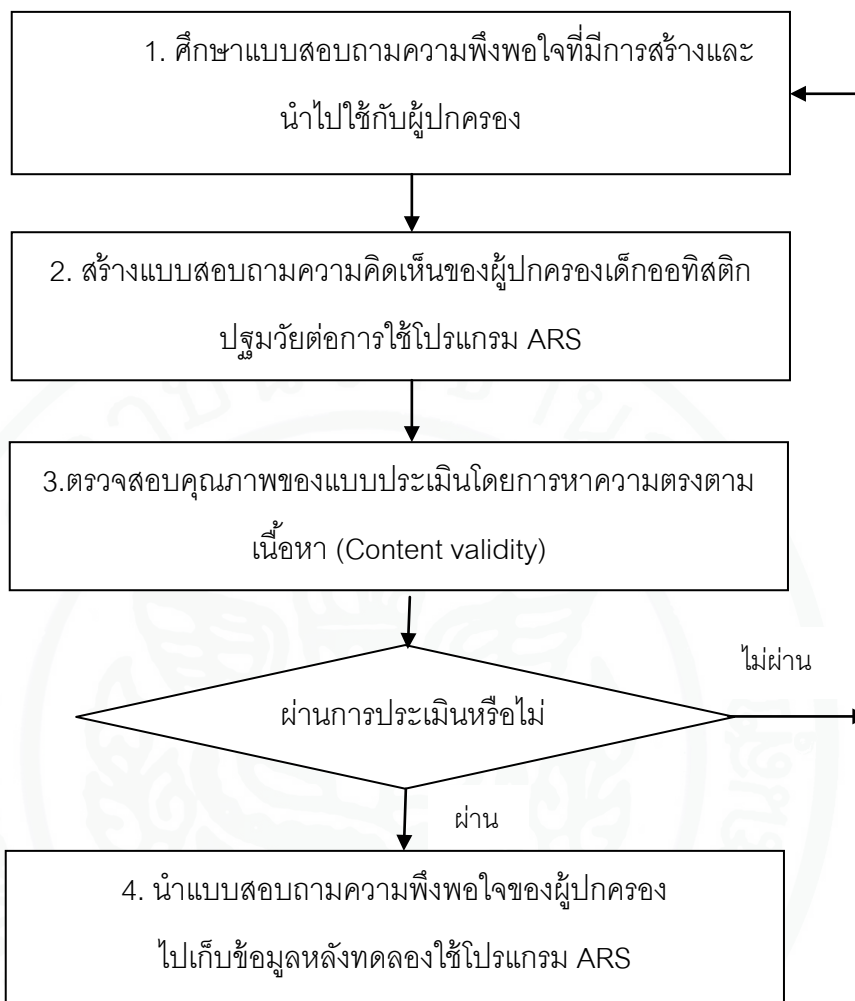 1. ศึกษาแบบสอบถามความพึงพอใจที่มีการสร้างและ
นำไปใช้กับผู้ปกครอง
2. สร้างแบบสอบถามความคิดเห็นของผู้ปกครองเด็กออทิสติก
ปฐมวัยต่อการใช้โปรแกรม ARS
3.ตรวจสอบคุณภาพของแบบประเมินโดยการหาความตรงตาม
เนื้อหา (Content validity)
ไม่ผ่าน
ผ่านการประเมินหรือไม่
ผ่าน
4. นำแบบสอบถามความพึงพอใจของผู้ปกครอง
ไปเก็บข้อมูลหลังทดลองใช้โปรแกรม ARS